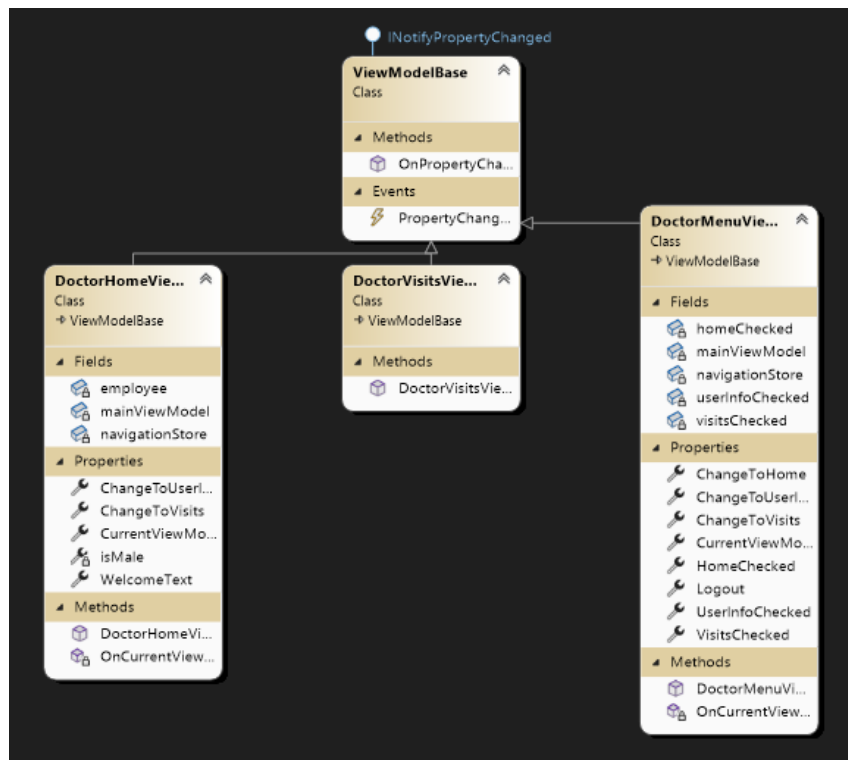 INotifyPropertyChanged
ViewModelBase
Class
Methods
OnPropertyCha...
Events
PropertyChang...
DoctorHomeVie...
Class
ViewModelBase
Fields
employee
mainViewModel
navigationStore
Properties
ChangeToUserI...
ChangeToVisits
CurrentViewMo...
isMale
WelcomeText
Methods
DoctorHomeVi...
OnCurrentView...
DoctorVisitsVie...
Class
ViewModelBase
Methods
DoctorVisitsVie...
DoctorMenuVie...
Class
ViewModelBase
Fields
homeChecked
mainViewModel
navigationStore
userInfoChecked
visitsChecked
Properties
ChangeToHome
ChangeToUserI...
ChangeToVisits
CurrentViewMo...
HomeChecked
Logout
UserInfoChecked
VisitsChecked
Methods
DoctorMenuVi...
OnCurrentView...